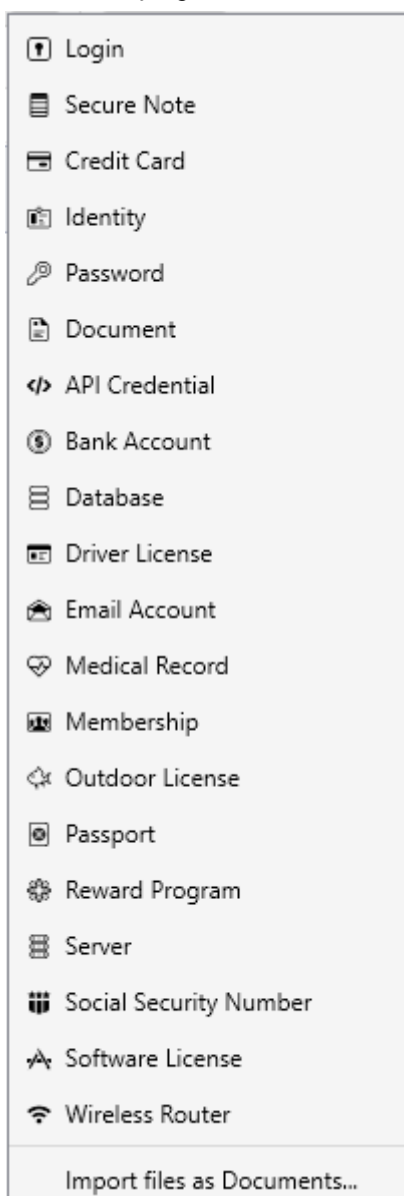 Login
Secure Note
Credit Card
Identity
Password
Document
API Credential
Bank Account
Database
Driver License
Email Account
Medical Record
Membership
Outdoor License
Passport
Reward Program
Server
Social Security Number
Software License
Wireless Router
Import files as Documents...